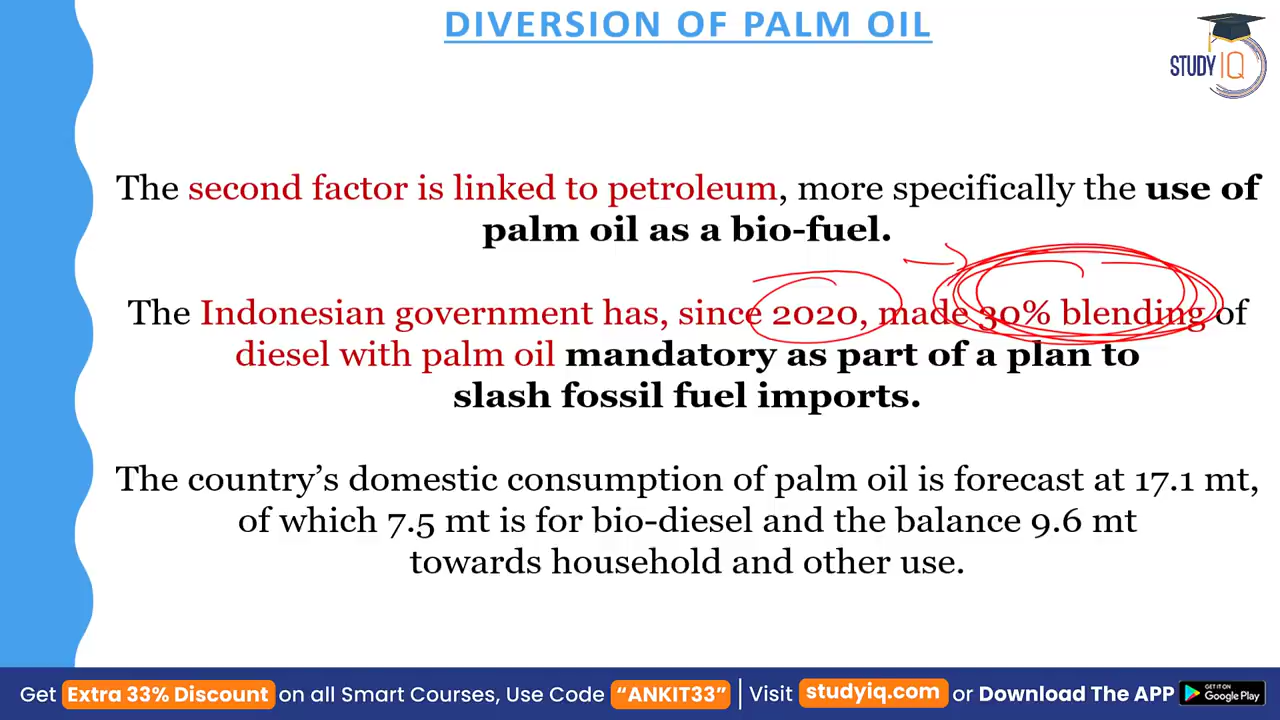 DIVERSION OF PALM OIL
STUDY IQ
The second factor is linked to petroleum, more specifically the use of
palm oil as a bio-fuel.
The Indonesian government has, since 2020, made 30% blending of
diesel with palm oil mandatory as part of a plan to
slash fossil fuel imports.
The country’s domestic consumption of palm oil is forecast at 17.1 mt,
of which 7.5 mt is for bio-diesel and the balance 9.6 mt
towards household and other use.
Get Extra 33% Discount on all Smart Courses, Use Code “ANKIT33” | Visit studyiq.com or Download The APP GET IT ON Google Play